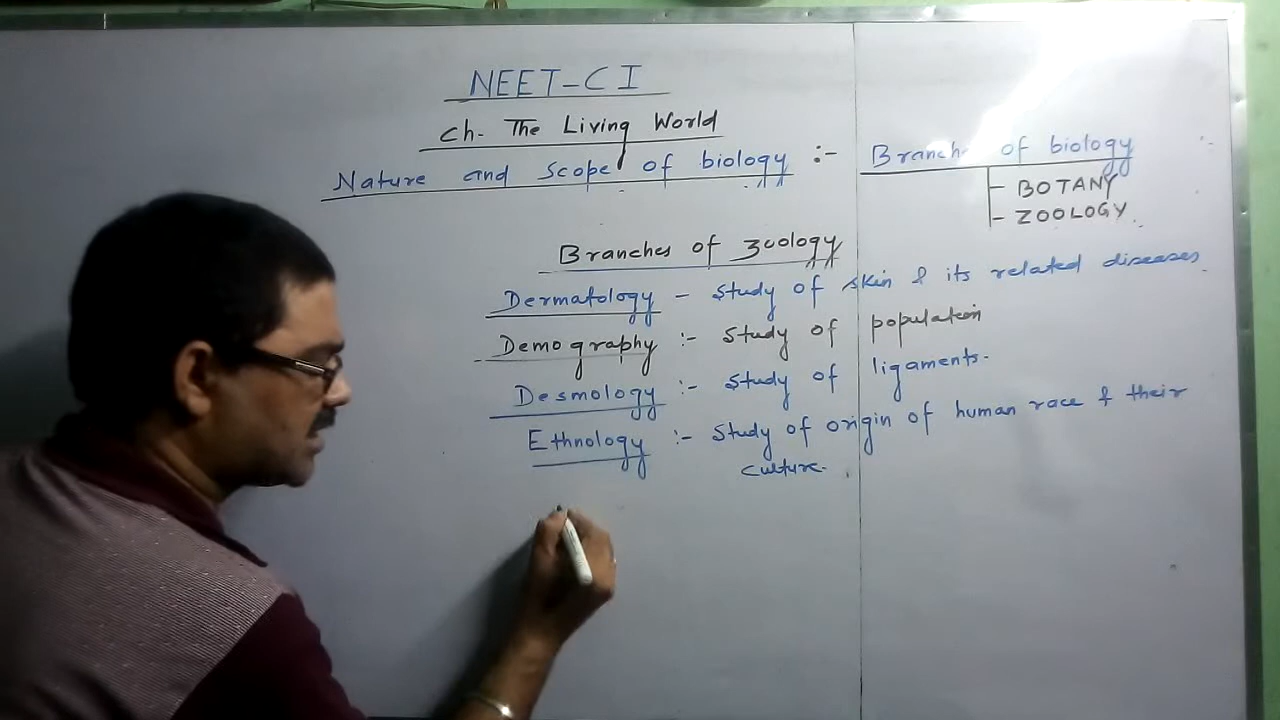 NEET-CI
Ch- The Living World
Nature and Scope of biology :- Branch of biology
- BOTANY
- ZOOLOGY
Branches of Zoology
Dermatology - Study of skin & its related diseases
Demography :- Study of population
Desmology :- Study of ligaments.
Ethnology :- Study of origin of human race & their
culture.